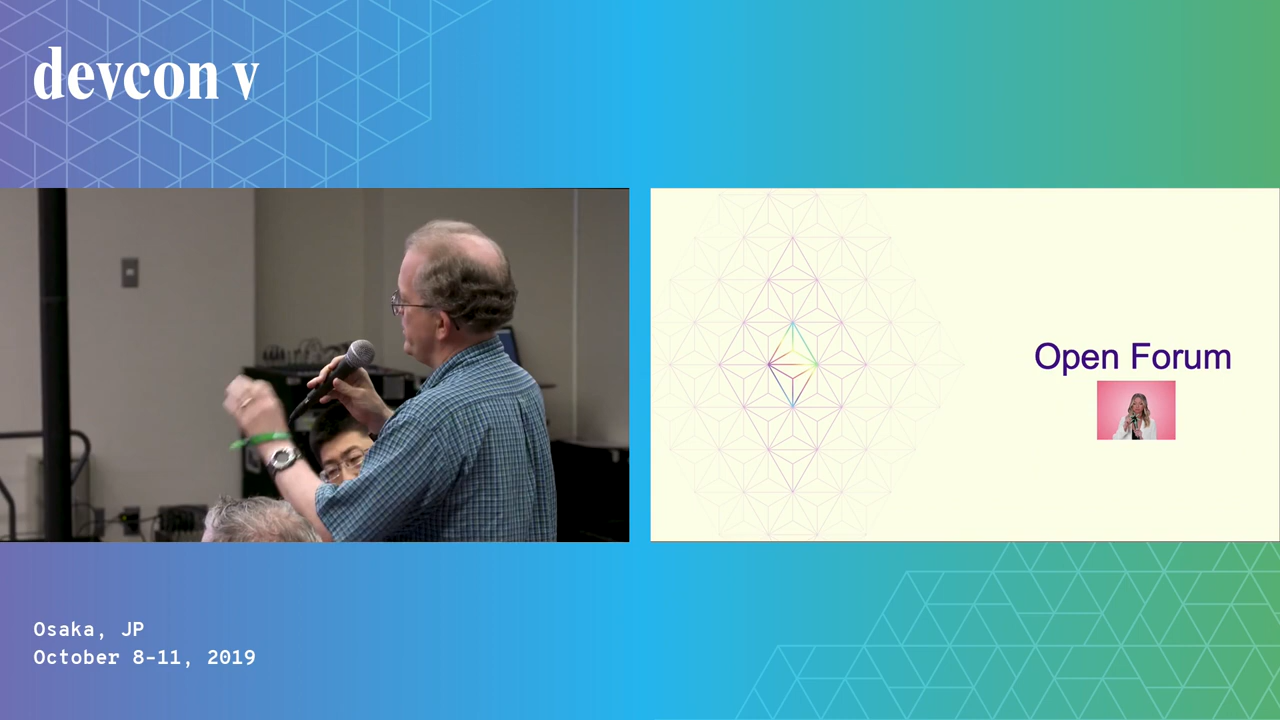 devcon v
Open Forum
Osaka, JP
October 8-11, 2019